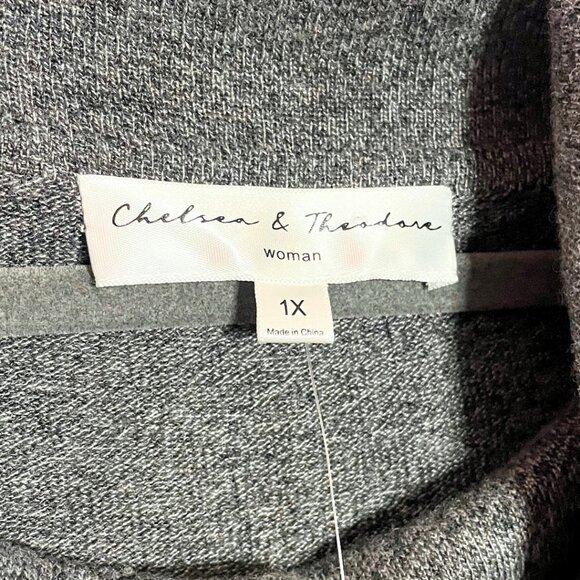 Chelsea & Theodore
woman
1X
Made in China